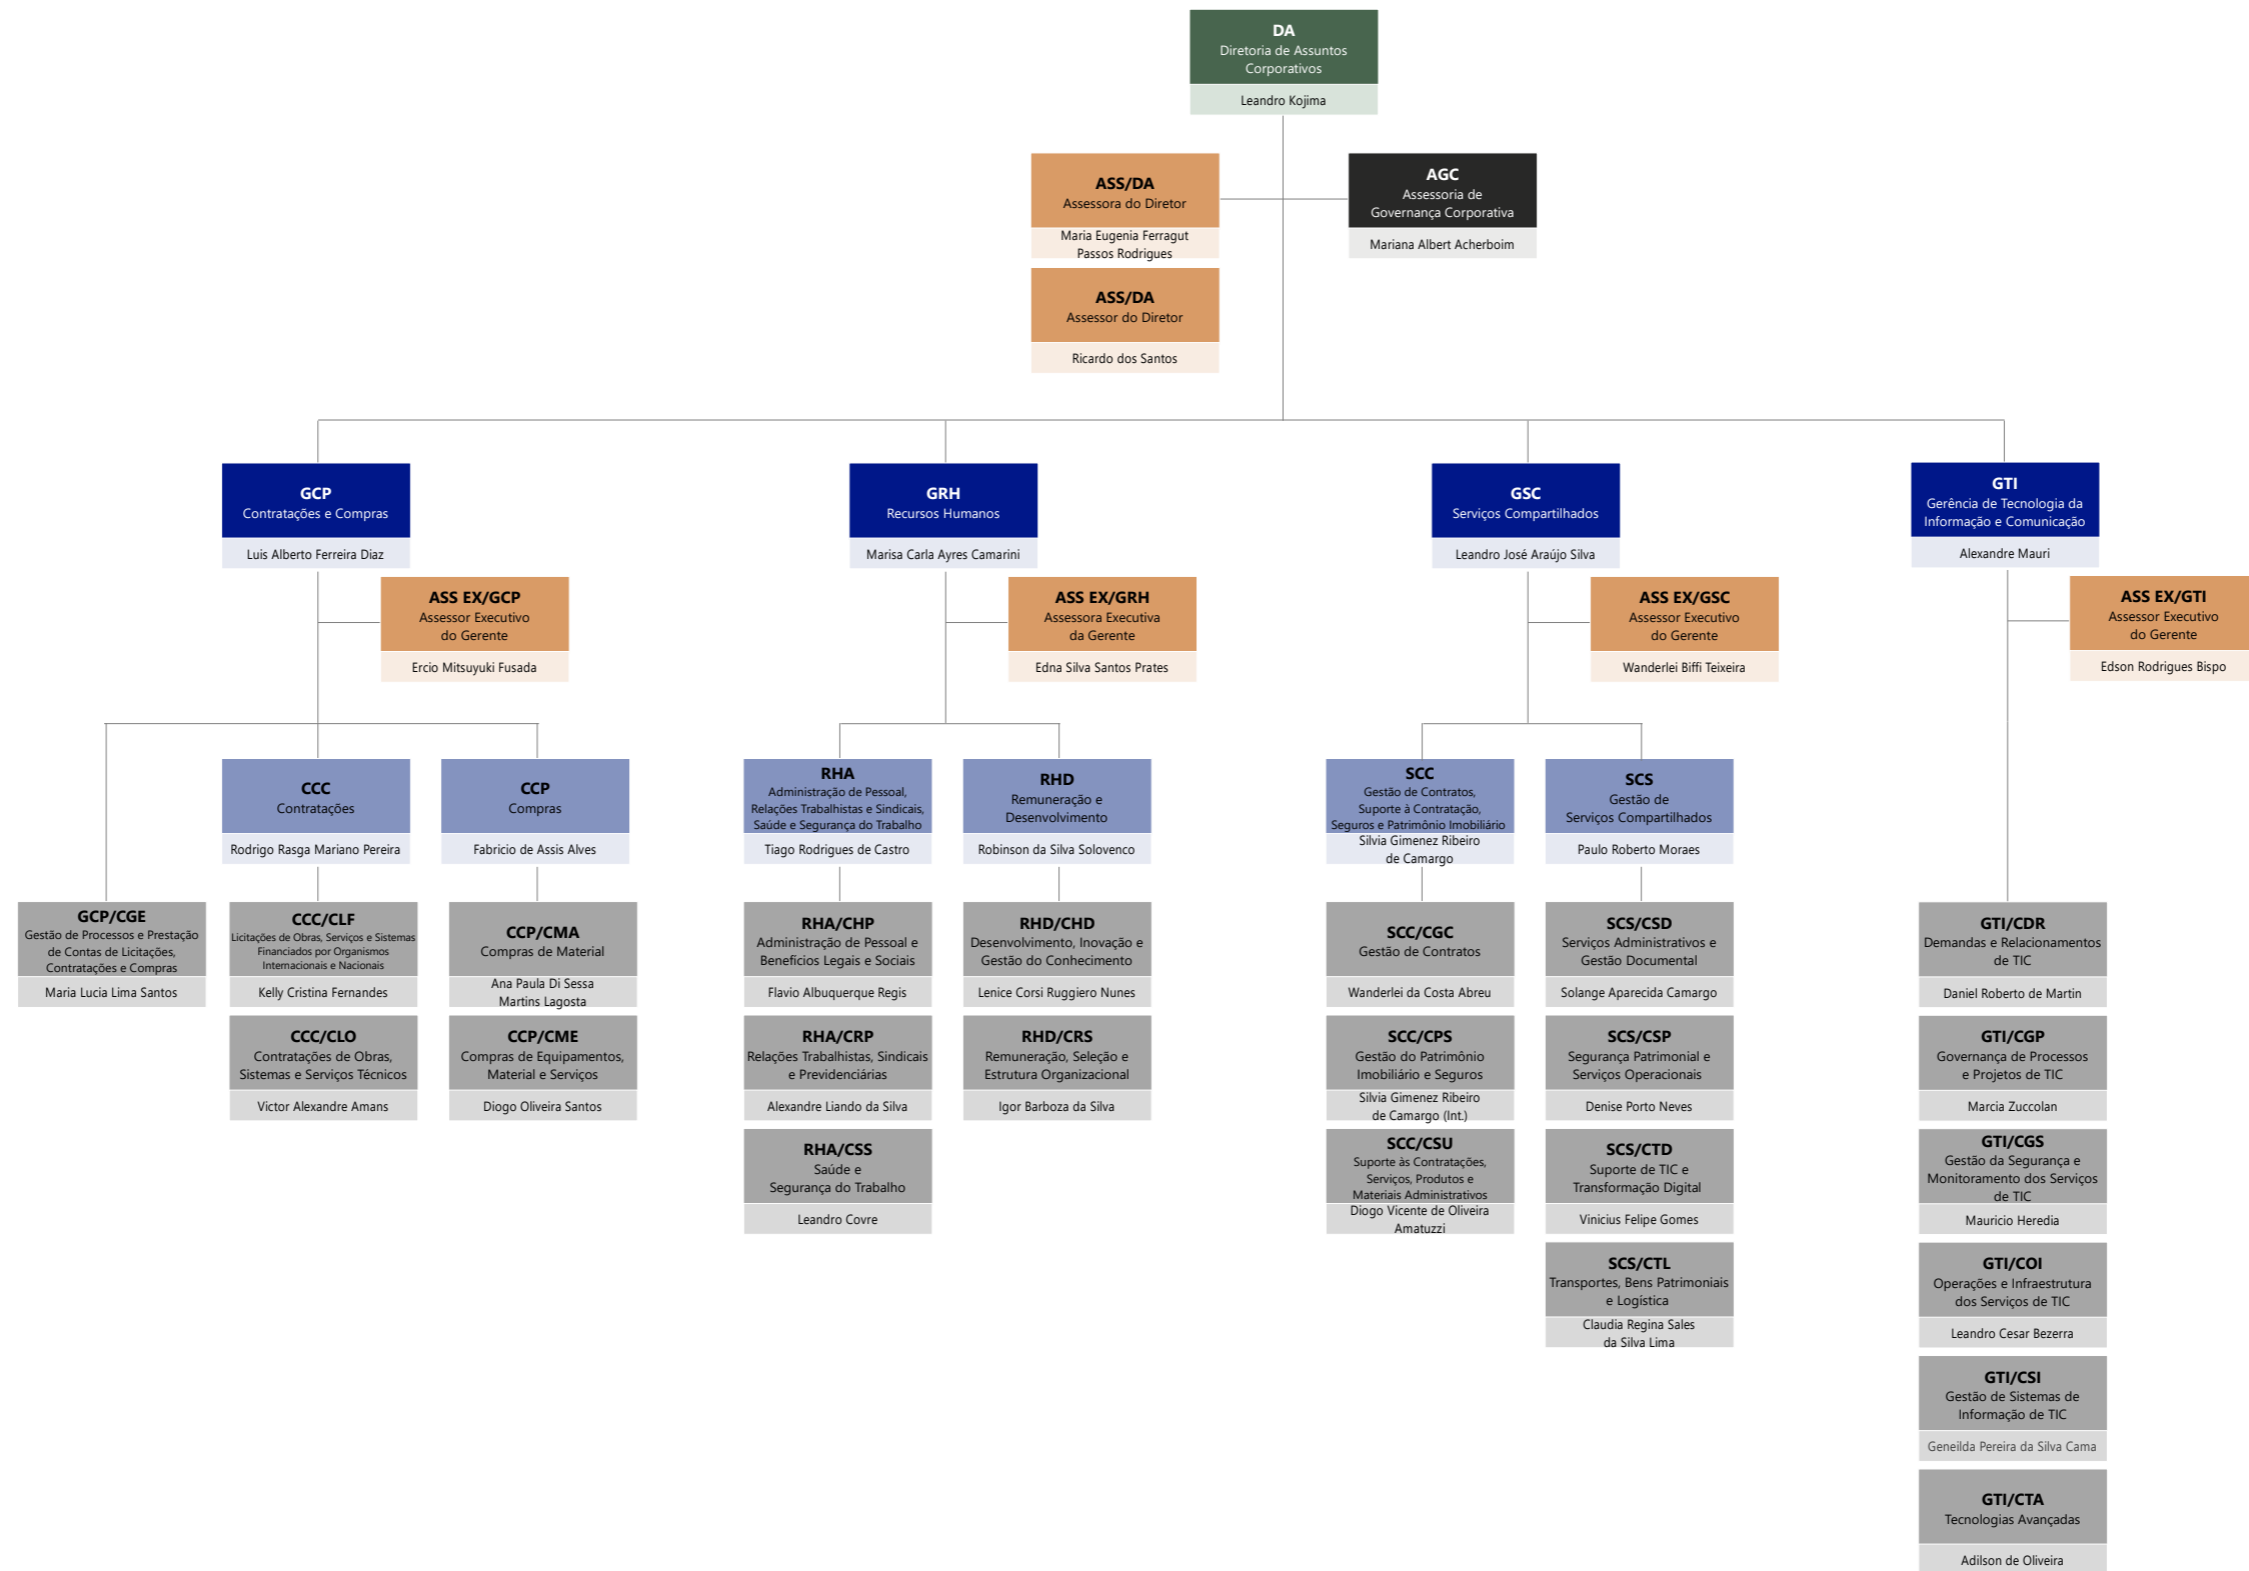 DA
Diretoria de Assuntos
Corporativos
Leandro Kojima
ASS/DA
Assessora do Diretor
Maria Eugenia Ferragut
Passos Rodrigues
AGC
Assessoria de
Governança Corporativa
Mariana Albert Acherboim
ASS/DA
Assessor do Diretor
Ricardo dos Santos
GCP
Contratações e Compras
Luis Alberto Ferreira Diaz
GRH
Recursos Humanos
Marisa Carla Ayres Camarini
GSC
Serviços Compartilhados
Leandro José Araújo Silva
GTI
Gerência de Tecnologia da
Informação e Comunicação
Alexandre Mauri
ASS EX/GCP
Assessor Executivo
do Gerente
Ercio Mitsuyuki Fusada
ASS EX/GRH
Assessora Executiva
da Gerente
Edna Silva Santos Prates
ASS EX/GSC
Assessor Executivo
do Gerente
Wanderlei Biffi Teixeira
ASS EX/GTI
Assessor Executivo
do Gerente
Edson Rodrigues Bispo
CCC
Contratações
Rodrigo Rasga Mariano Pereira
CCP
Compras
Fabricio de Assis Alves
RHA
Administração de Pessoal,
Relações Trabalhistas e Sindicais,
Saúde e Segurança do Trabalho
Tiago Rodrigues de Castro
RHD
Remuneração e
Desenvolvimento
Robinson da Silva Solovenco
SCC
Gestão de Contratos,
Suporte à Contratação,
Seguros e Patrimônio Imobiliário
Silvia Gimenez Ribeiro
de Camargo
SCS
Gestão de
Serviços Compartilhados
Paulo Roberto Moraes
GCP/CGE
Gestão de Processos e Prestação
de Contas de Licitações,
Contratações e Compras
Maria Lucia Lima Santos
CCC/CLF
Licitações de Obras, Serviços e Sistemas
Financiados por Organismos
Internacionais e Nacionais
Kelly Cristina Fernandes
CCP/CMA
Compras de Material
Ana Paula Di Sessa
Martins Lagosta
RHA/CHP
Administração de Pessoal e
Benefícios Legais e Sociais
Flavio Albuquerque Regis
RHD/CHD
Desenvolvimento, Inovação e
Gestão do Conhecimento
Lenice Corsi Ruggiero Nunes
SCC/CGC
Gestão de Contratos
Wanderlei da Costa Abreu
SCS/CSD
Serviços Administrativos e
Gestão Documental
Solange Aparecida Camargo
GTI/CDR
Demandas e Relacionamentos
de TIC
Daniel Roberto de Martin
CCC/CLO
Contratações de Obras,
Sistemas e Serviços Técnicos
Victor Alexandre Amans
CCP/CME
Compras de Equipamentos,
Material e Serviços
Diogo Oliveira Santos
RHA/CRP
Relações Trabalhistas, Sindicais
e Previdenciárias
Alexandre Liando da Silva
RHD/CRS
Remuneração, Seleção e
Estrutura Organizacional
Igor Barboza da Silva
SCC/CPS
Gestão do Patrimônio
Imobiliário e Seguros
Silvia Gimenez Ribeiro
de Camargo (Int.)
SCS/CSP
Segurança Patrimonial e
Serviços Operacionais
Denise Porto Neves
GTI/CGP
Governança de Processos
e Projetos de TIC
Marcia Zuccolan
RHA/CSS
Saúde e
Segurança do Trabalho
Leandro Covre
SCC/CSU
Suporte às Contratações,
Serviços, Produtos e
Materiais Administrativos
Diogo Vicente de Oliveira
Amatuzzi
SCS/CTD
Suporte de TIC e
Transformação Digital
Vinicius Felipe Gomes
GTI/CGS
Gestão da Segurança e
Monitoramento dos Serviços
de TIC
Mauricio Heredia
SCS/CTL
Transportes, Bens Patrimoniais
e Logística
Claudia Regina Sales
da Silva Lima
GTI/COI
Operações e Infraestrutura
dos Serviços de TIC
Leandro Cesar Bezerra
GTI/CSI
Gestão de Sistemas de
Informação de TIC
Geneilda Pereira da Silva Cama
GTI/CTA
Tecnologias Avançadas
Adilson de Oliveira